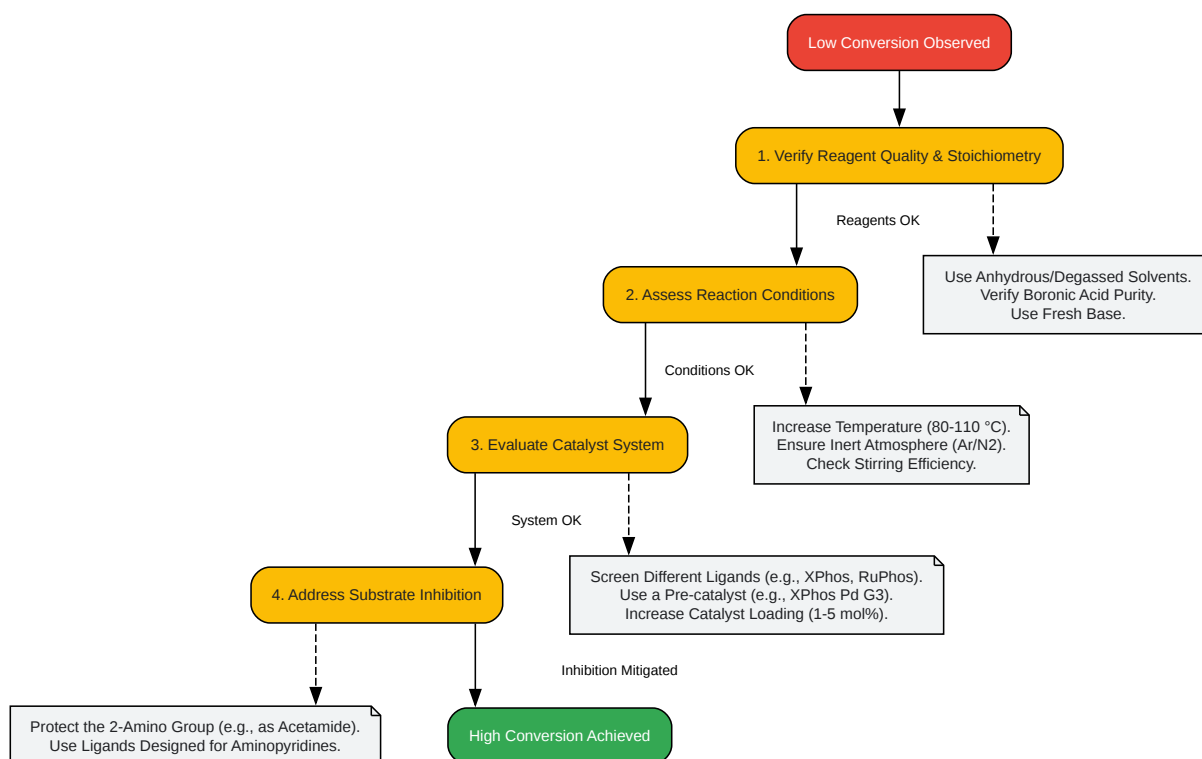 Low Conversion Observed
1. Verify Reagent Quality & Stoichiometry
Reagents OK
Use Anhydrous/Degassed Solvents.
Verify Boronic Acid Purity.
Use Fresh Base.
2. Assess Reaction Conditions
Conditions OK
Increase Temperature (80-110 °C).
Ensure Inert Atmosphere (Ar/N2).
Check Stirring Efficiency.
3. Evaluate Catalyst System
System OK
Screen Different Ligands (e.g., XPhos, RuPhos).
Use a Pre-catalyst (e.g., XPhos Pd G3).
Increase Catalyst Loading (1-5 mol%).
4. Address Substrate Inhibition
Inhibition Mitigated
Protect the 2-Amino Group (e.g., as Acetamide).
Use Ligands Designed for Aminopyridines.
High Conversion Achieved